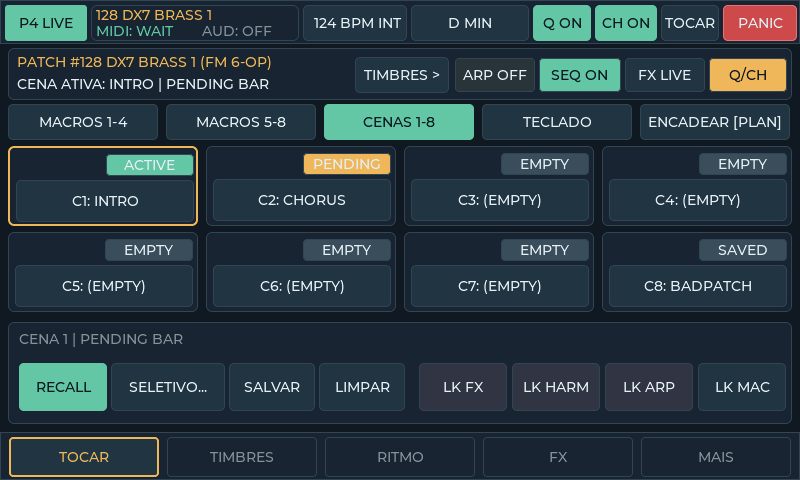 P4 LIVE
128 DX7 BRASS 1
MIDI: WAIT AUD: OFF
124 BPM INT
D MIN
Q ON
CH ON
TOCAR
PANIC
PATCH #128 DX7 BRASS 1 (FM 6-OP)
CENA ATIVA: INTRO | PENDING BAR
TIMBRES >
ARP OFF
SEQ ON
FX LIVE
Q/CH
MACROS 1-4
MACROS 5-8
CENAS 1-8
TECLADO
ENCADEAR [PLAN]
ACTIVE
C1: INTRO
PENDING
C2: CHORUS
EMPTY
C3: (EMPTY)
EMPTY
C4: (EMPTY)
EMPTY
C5: (EMPTY)
EMPTY
C6: (EMPTY)
EMPTY
C7: (EMPTY)
SAVED
C8: BADPATCH
CENA 1 | PENDING BAR
RECALL
SELETIVO...
SALVAR
LIMPAR
LK FX
LK HARM
LK ARP
LK MAC
TOCAR
TIMBRES
RITMO
FX
MAIS